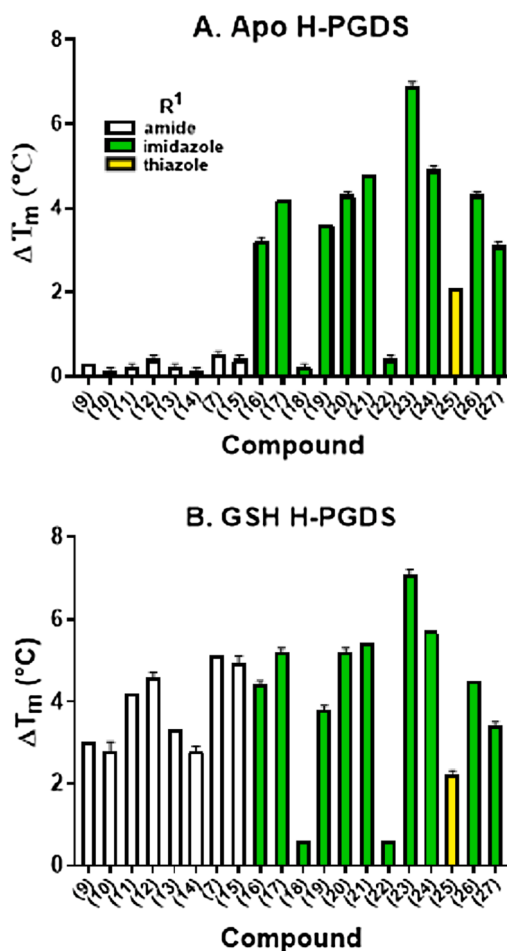 A. Apo H-PGDS
8
6
4
2
0
ΔTm (°C)
R1
amide
imidazole
thiazole
(9) (10) (11) (12) (13) (14) (7) (15) (16) (17) (18) (19) (20) (21) (22) (23) (24) (25) (26) (27)
Compound
B. GSH H-PGDS
8
6
4
2
0
ΔTm (°C)
(9) (10) (11) (12) (13) (14) (7) (15) (16) (17) (18) (19) (20) (21) (22) (23) (24) (25) (26) (27)
Compound